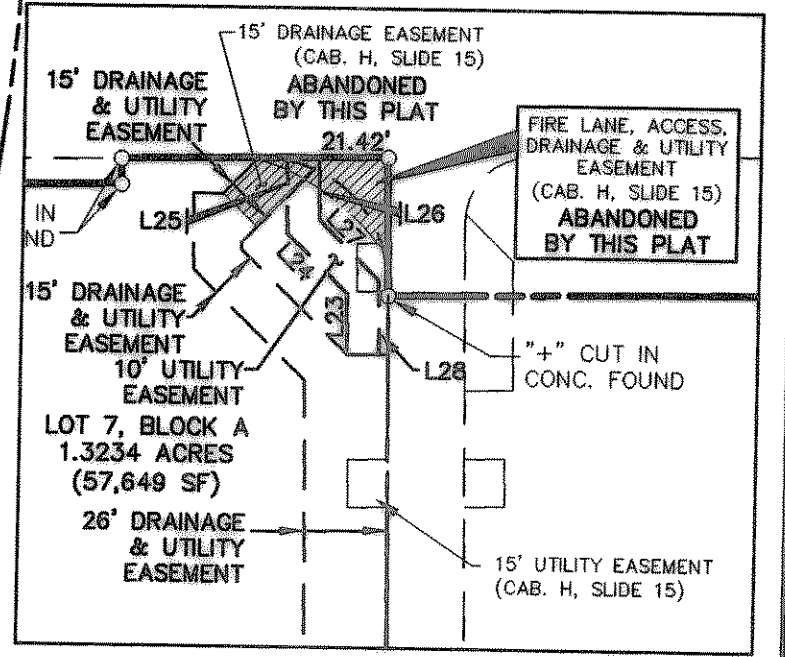 15' DRAINAGE EASEMENT
(CAB. H, SLIDE 15)
ABANDONED
BY THIS PLAT
15' DRAINAGE
& UTILITY
EASEMENT
21.42'
FIRE LANE, ACCESS,
DRAINAGE & UTILITY
EASEMENT
(CAB. H, SLIDE 15)
ABANDONED
BY THIS PLAT
IN
ND
L25
L26
L27
L24
L23
L28
15' DRAINAGE
& UTILITY
EASEMENT
10' UTILITY
EASEMENT
"+" CUT IN
CONC. FOUND
LOT 7, BLOCK A
1.3234 ACRES
(57,649 SF)
26' DRAINAGE
& UTILITY
EASEMENT
15' UTILITY EASEMENT
(CAB. H, SLIDE 15)